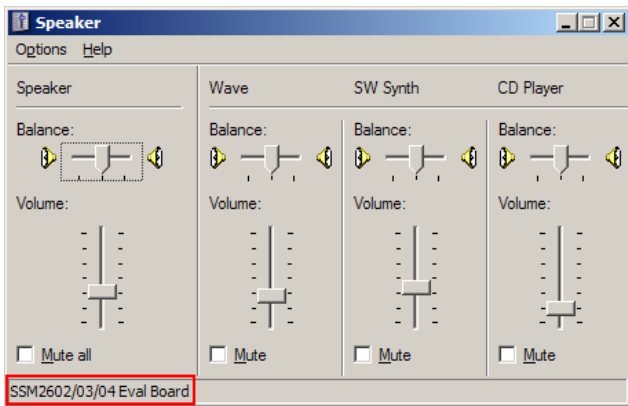 Speaker
Options Help
Speaker Wave SW Synth CD Player
Balance: Balance: Balance: Balance:
Volume: Volume: Volume: Volume:
Mute all Mute Mute Mute
SSM2602/03/04 Eval Board